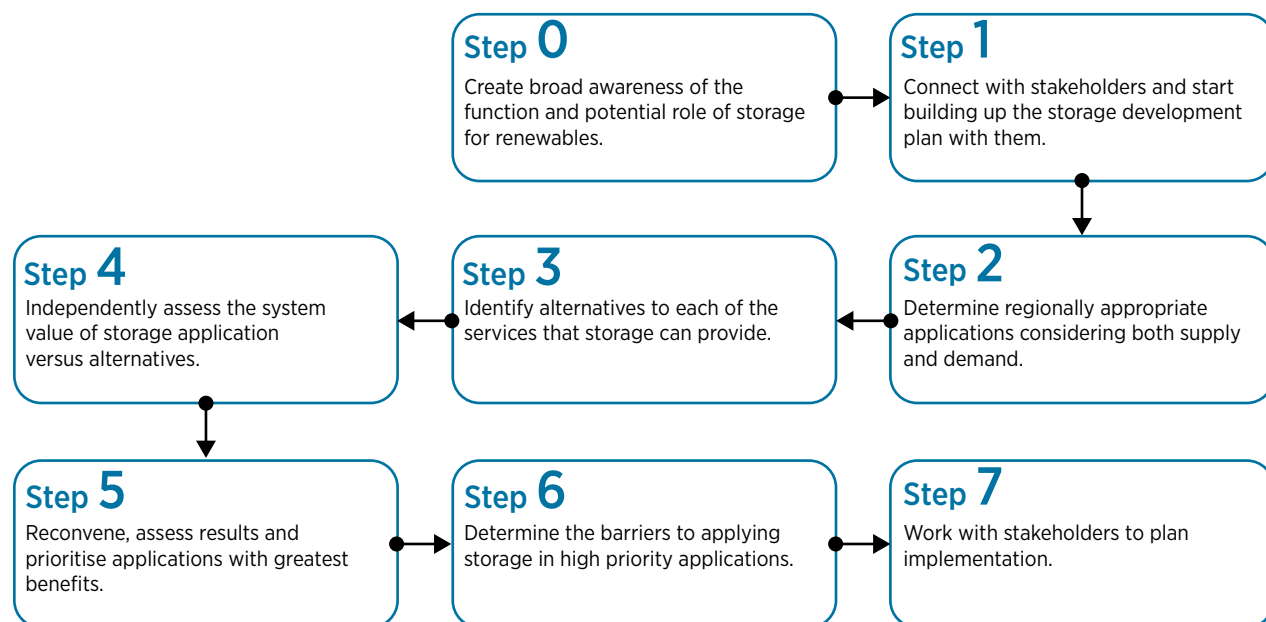 Step 0
Create broad awareness of the
function and potential role of storage
for renewables.
Step 1
Connect with stakeholders and start
building up the storage development
plan with them.
Step 2
Determine regionally appropriate
applications considering both supply
and demand.
Step 3
Identify alternatives to each of the
services that storage can provide.
Step 4
Independently assess the system
value of storage application
versus alternatives.
Step 5
Reconvene, assess results and
prioritise applications with greatest
benefits.
Step 6
Determine the barriers to applying
storage in high priority applications.
Step 7
Work with stakeholders to plan
implementation.